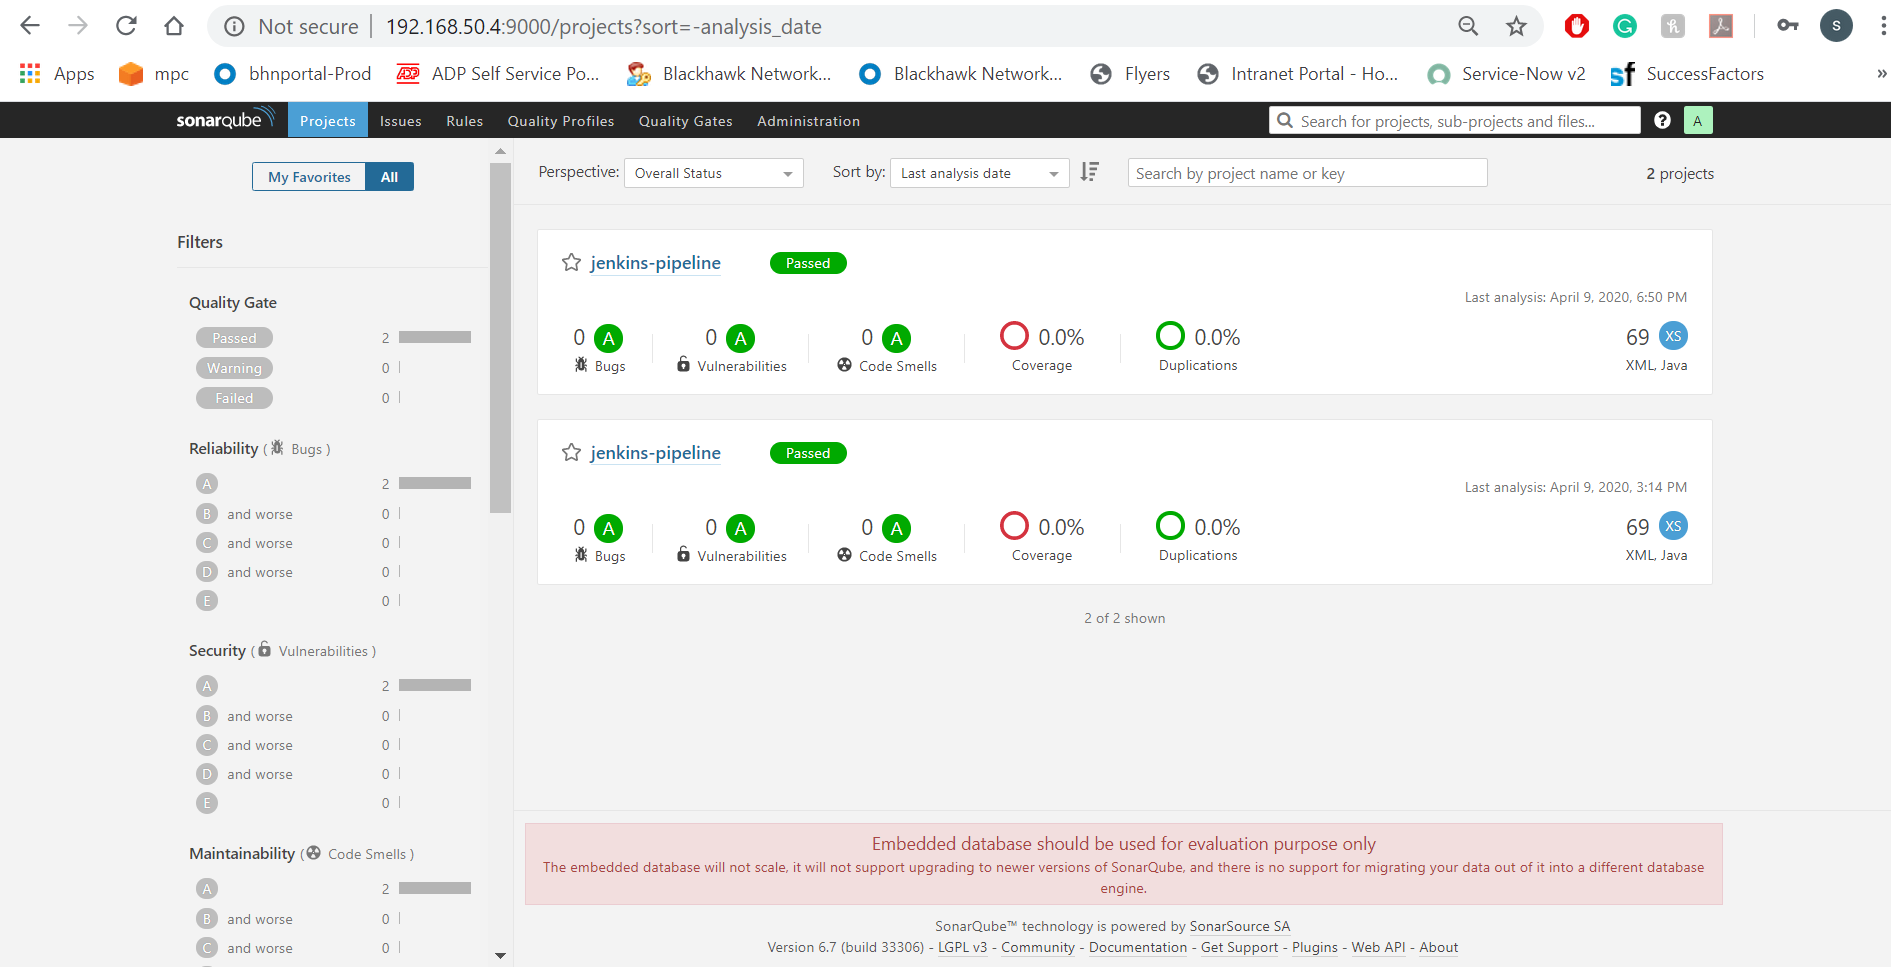 Not secure | 192.168.50.4:9000/projects?sort=-analysis_date
S
Apps mpc bhnportal-Prod ADP Self Service Po... Blackhawk Network... Blackhawk Network... Flyers Intranet Portal - Ho... Service-Now v2 SuccessFactors »
sonarqube Projects Issues Rules Quality Profiles Quality Gates Administration Search for projects, sub-projects and files... ? A
My Favorites All
Perspective: Overall Status Sort by: Last analysis date Search by project name or key 2 projects
Filters
Quality Gate
Passed 2
Warning 0
Failed 0
Reliability ( Bugs )
A 2
B and worse 0
C and worse 0
D and worse 0
E 0
Security ( Vulnerabilities )
A 2
B and worse 0
C and worse 0
D and worse 0
E 0
Maintainability ( Code Smells )
A 2
B and worse 0
C and worse 0
jenkins-pipeline Passed
Last analysis: April 9, 2020, 6:50 PM
0 A 0 A 0 A 0.0% 0.0% 69 XS
Bugs Vulnerabilities Code Smells Coverage Duplications XML, Java
jenkins-pipeline Passed
Last analysis: April 9, 2020, 3:14 PM
0 A 0 A 0 A 0.0% 0.0% 69 XS
Bugs Vulnerabilities Code Smells Coverage Duplications XML, Java
2 of 2 shown
Embedded database should be used for evaluation purpose only
The embedded database will not scale, it will not support upgrading to newer versions of SonarQube, and there is no support for migrating your data out of it into a different database
engine.
SonarQube™ technology is powered by SonarSource SA
Version 6.7 (build 33306) - LGPL v3 - Community - Documentation - Get Support - Plugins - Web API - About